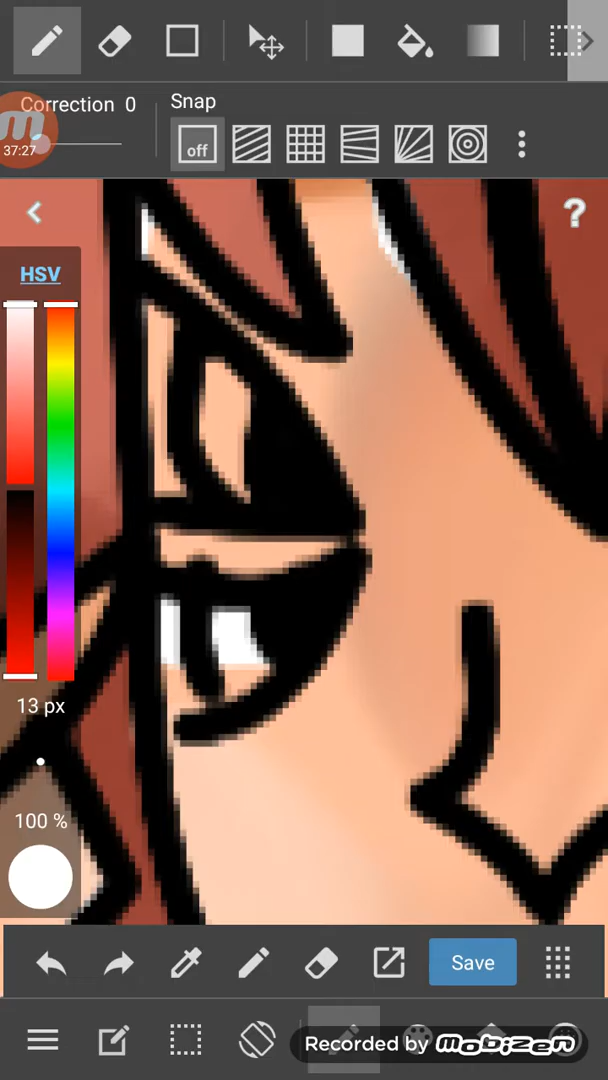 Correction 0
Snap
m
37:27
off
?
HSV
13 px
100 %
Save
Recorded by mobizen